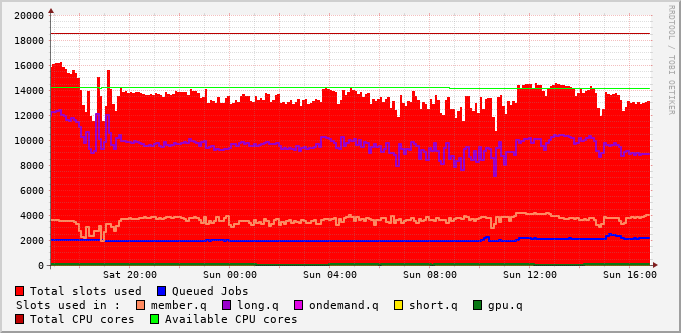 RRDTOOL / TOBI OETIKER
20000
18000
16000
14000
12000
10000
8000
6000
4000
2000
0
Sat 20:00 Sun 00:00 Sun 04:00 Sun 08:00 Sun 12:00 Sun 16:00
Total slots used Queued Jobs
Slots used in : member.q long.q ondemand.q short.q gpu.q
Total CPU cores Available CPU cores